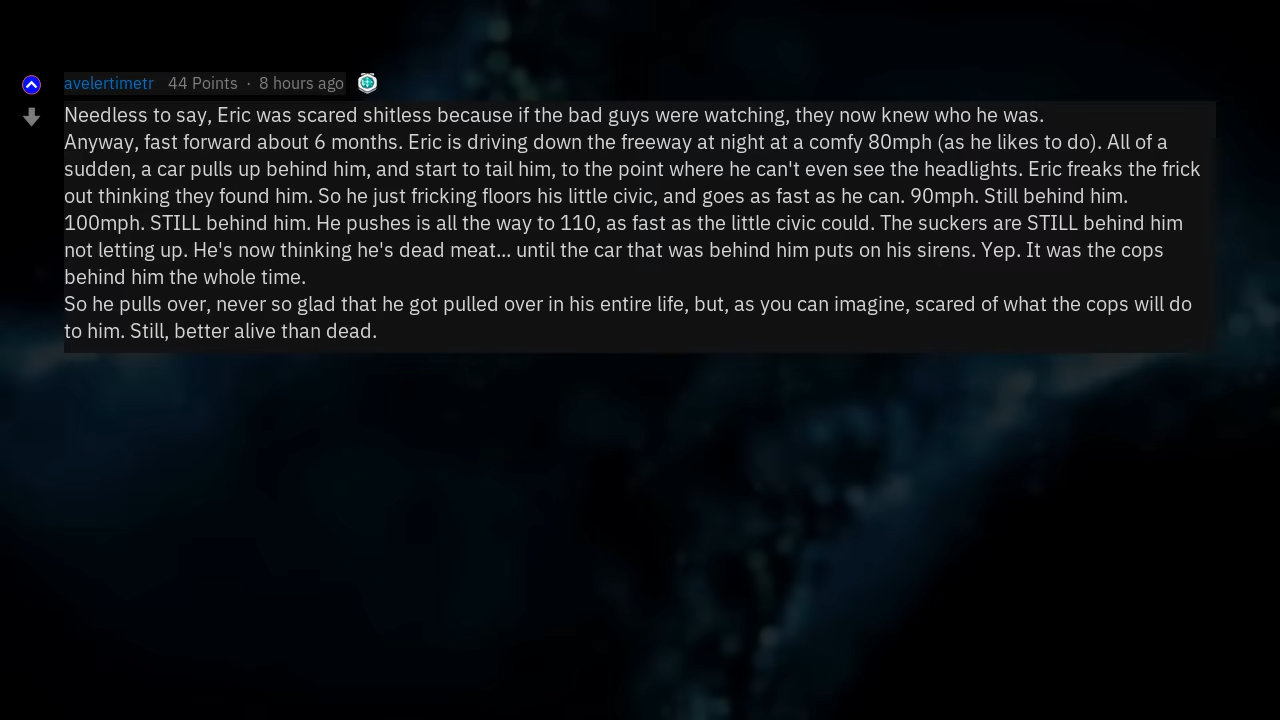 avelertimetr 44 Points · 8 hours ago
Needless to say, Eric was scared shitless because if the bad guys were watching, they now knew who he was.
Anyway, fast forward about 6 months. Eric is driving down the freeway at night at a comfy 80mph (as he likes to do). All of a
sudden, a car pulls up behind him, and start to tail him, to the point where he can't even see the headlights. Eric freaks the frick
out thinking they found him. So he just fricking floors his little civic, and goes as fast as he can. 90mph. Still behind him.
100mph. STILL behind him. He pushes is all the way to 110, as fast as the little civic could. The suckers are STILL behind him
not letting up. He's now thinking he's dead meat... until the car that was behind him puts on his sirens. Yep. It was the cops
behind him the whole time.
So he pulls over, never so glad that he got pulled over in his entire life, but, as you can imagine, scared of what the cops will do
to him. Still, better alive than dead.